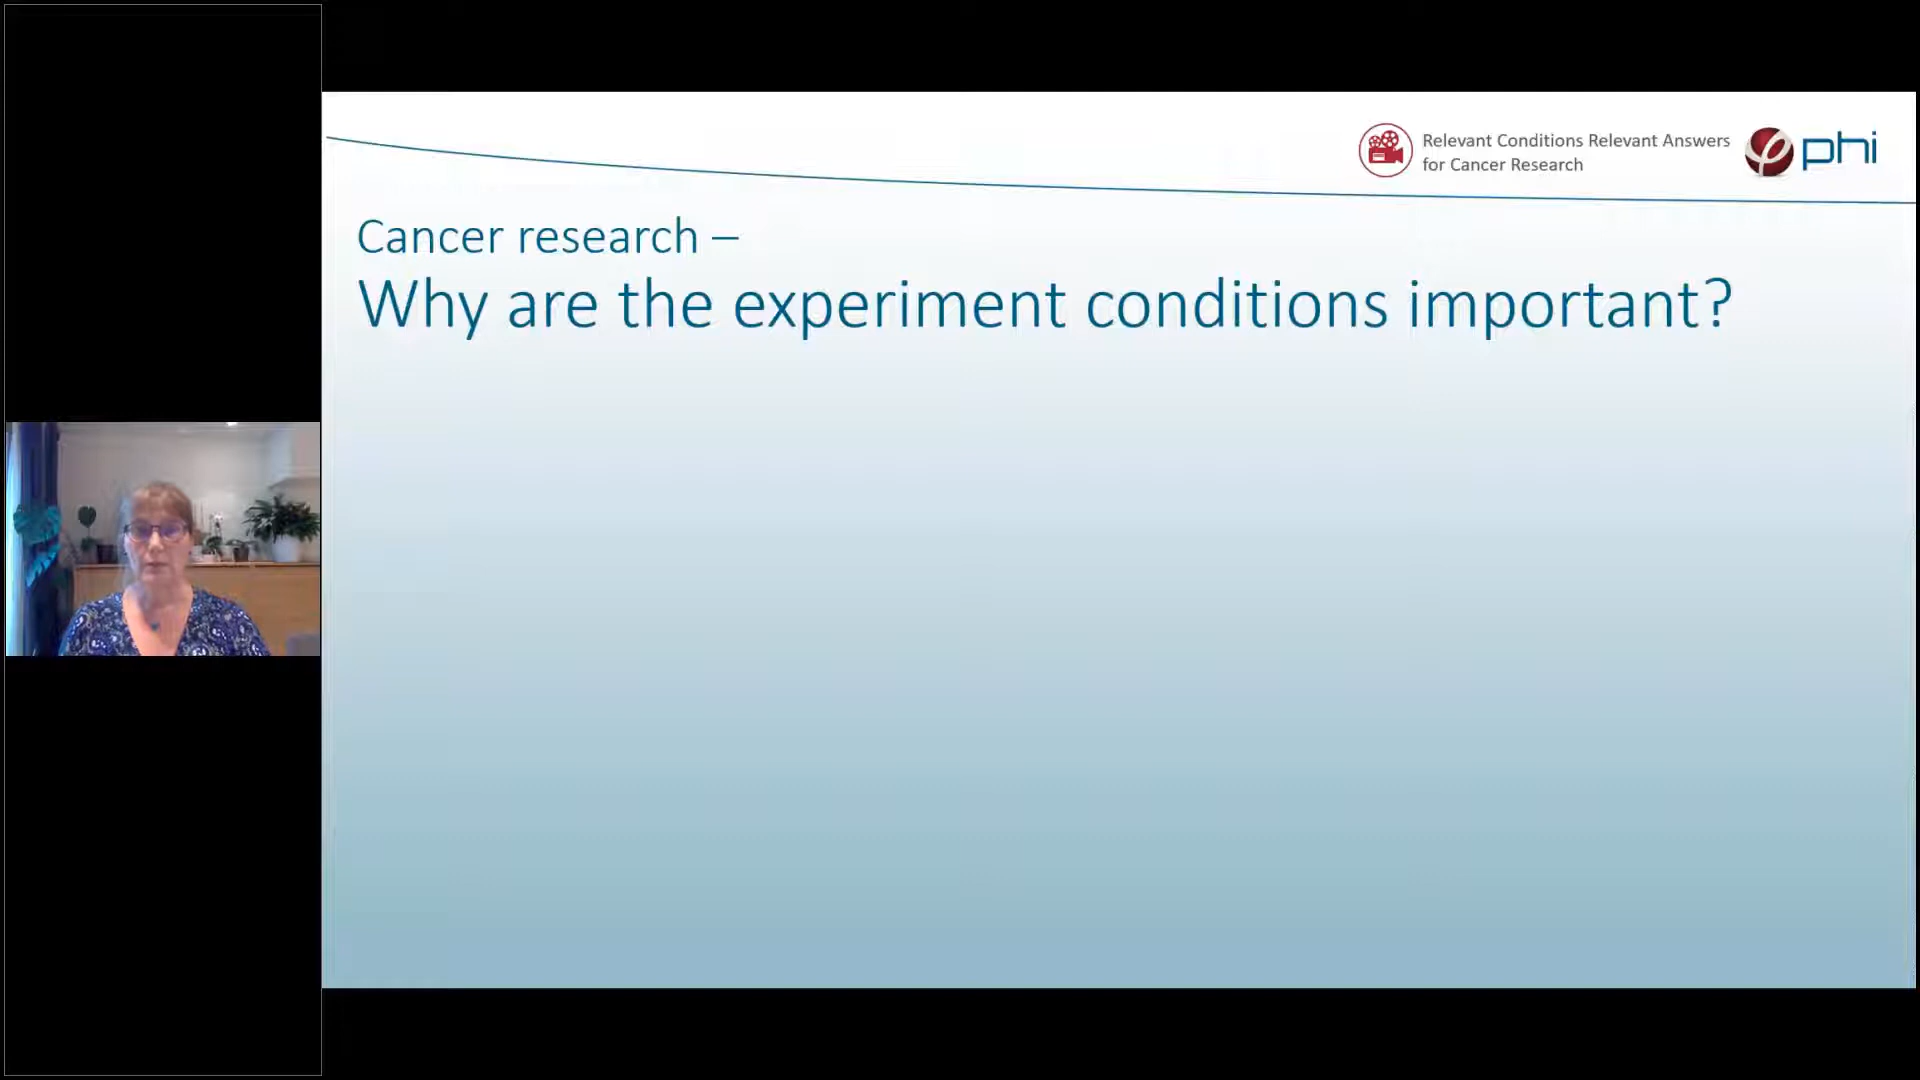 Relevant Conditions Relevant Answers
for Cancer Research
phi
Cancer research –
Why are the experiment conditions important?